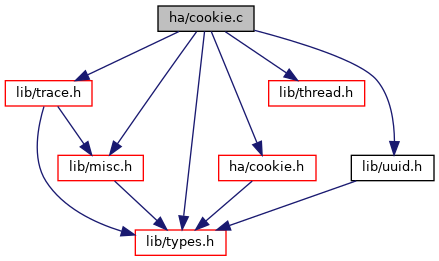 ha/cookie.c
lib/trace.h
lib/thread.h
lib/misc.h
ha/cookie.h
lib/uuid.h
lib/types.h